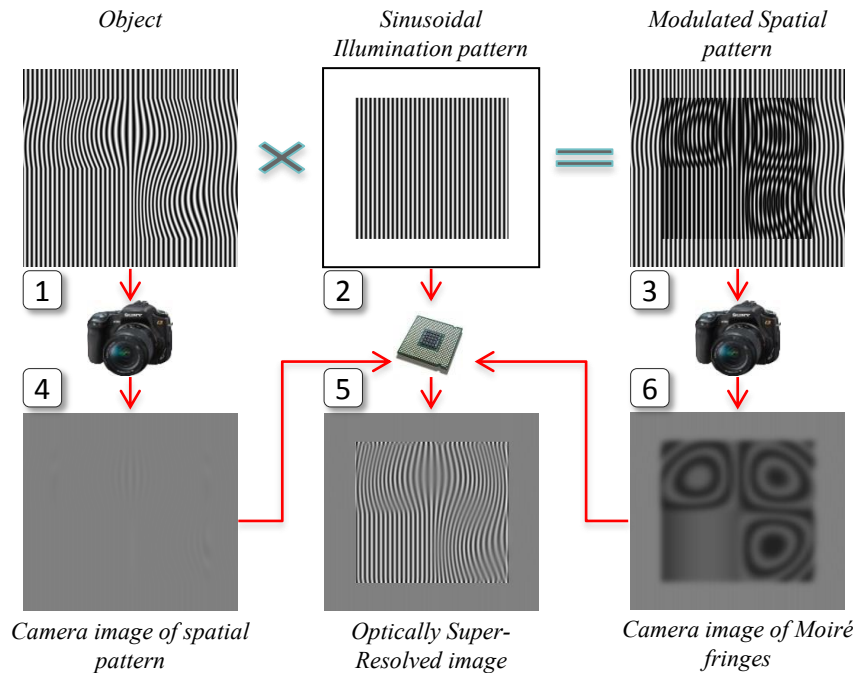 Object
Sinusoidal
Illumination pattern
Modulated Spatial
pattern
1
2
3
4
5
6
Camera image of spatial
pattern
Optically Super-
Resolved image
Camera image of Moiré
fringes